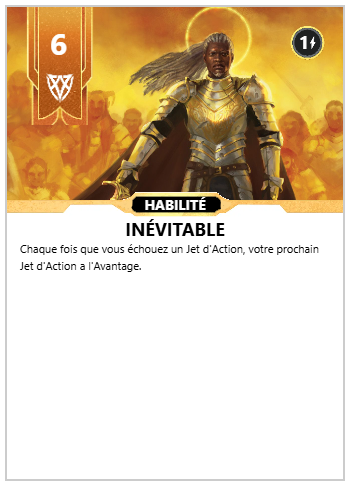 6
1
HABILITÉ
INÉVITABLE
Chaque fois que vous échouez un Jet d'Action, votre prochain
Jet d'Action a l'Avantage.